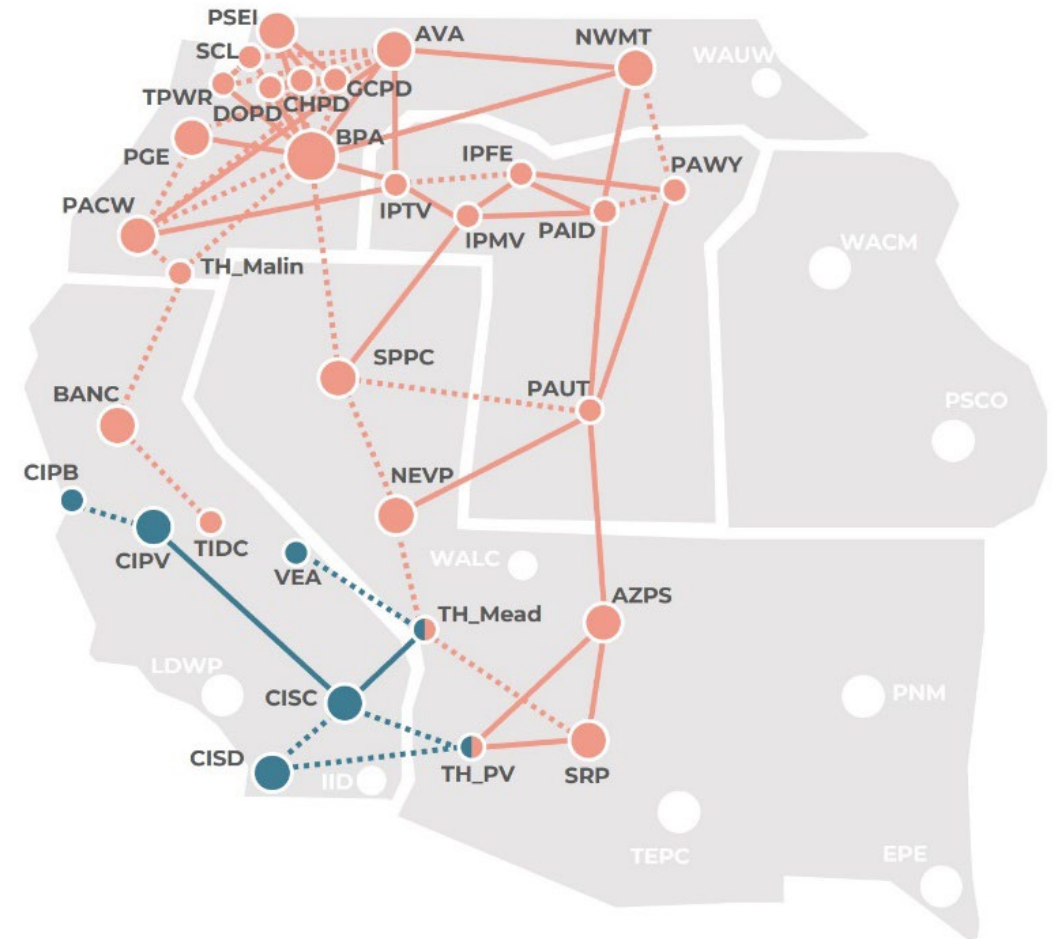 PSEI
AVA
NWMT
SCL
WAUW
TPWR
GCPD
CHPD
DOPD
BPA
PGE
IPFE
PAWY
PACW
IPTV
IPMV
PAID
WACM
TH_Malin
SPPC
PAUT
BANC
PSCO
CIPB
NEVP
TIDC
CIPV
WALC
VEA
AZPS
TH_Mead
LDWP
CISC
PNM
CISD
IID
TH_PV
SRP
TEPC
EPE